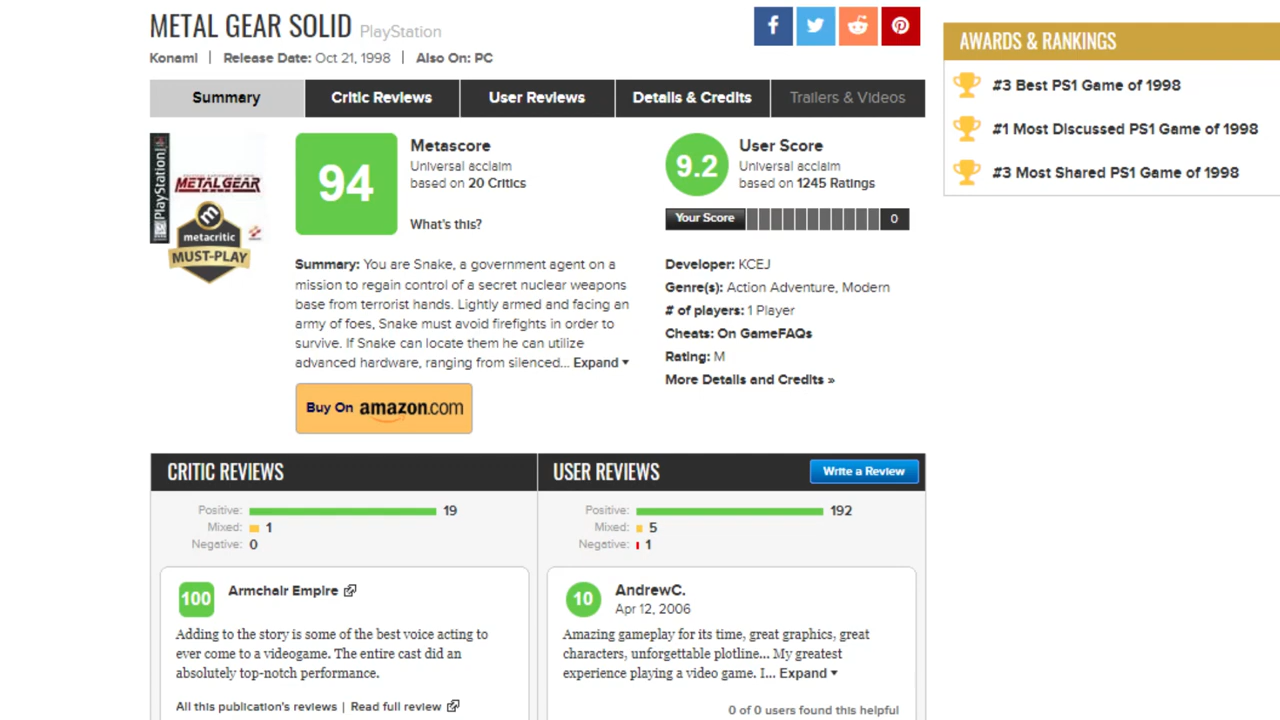 METAL GEAR SOLID PlayStation
Konami | Release Date: Oct 21, 1998 | Also On: PC
Summary Critic Reviews User Reviews Details & Credits Trailers & Videos
PlayStation
METAL GEAR
m
metacritic
MUST-PLAY
94
Metascore
Universal acclaim
based on 20 Critics
What's this?
Summary: You are Snake, a government agent on a
mission to regain control of a secret nuclear weapons
base from terrorist hands. Lightly armed and facing an
army of foes, Snake must avoid firefights in order to
survive. If Snake can locate them he can utilize
advanced hardware, ranging from silenced... Expand
Buy On amazon.com
9.2
User Score
Universal acclaim
based on 1245 Ratings
Your Score 0
Developer: KCEJ
Genre(s): Action Adventure, Modern
# of players: 1 Player
Cheats: On GameFAQs
Rating: M
More Details and Credits »
AWARDS & RANKINGS
#3 Best PS1 Game of 1998
#1 Most Discussed PS1 Game of 1998
#3 Most Shared PS1 Game of 1998
CRITIC REVIEWS
Positive: 19
Mixed: 1
Negative: 0
100 Armchair Empire
Adding to the story is some of the best voice acting to
ever come to a videogame. The entire cast did an
absolutely top-notch performance.
All this publication's reviews | Read full review
USER REVIEWS Write a Review
Positive: 192
Mixed: 5
Negative: 1
10 AndrewC.
Apr 12, 2006
Amazing gameplay for its time, great graphics, great
characters, unforgettable plotline... My greatest
experience playing a video game. I... Expand
0 of 0 users found this helpful